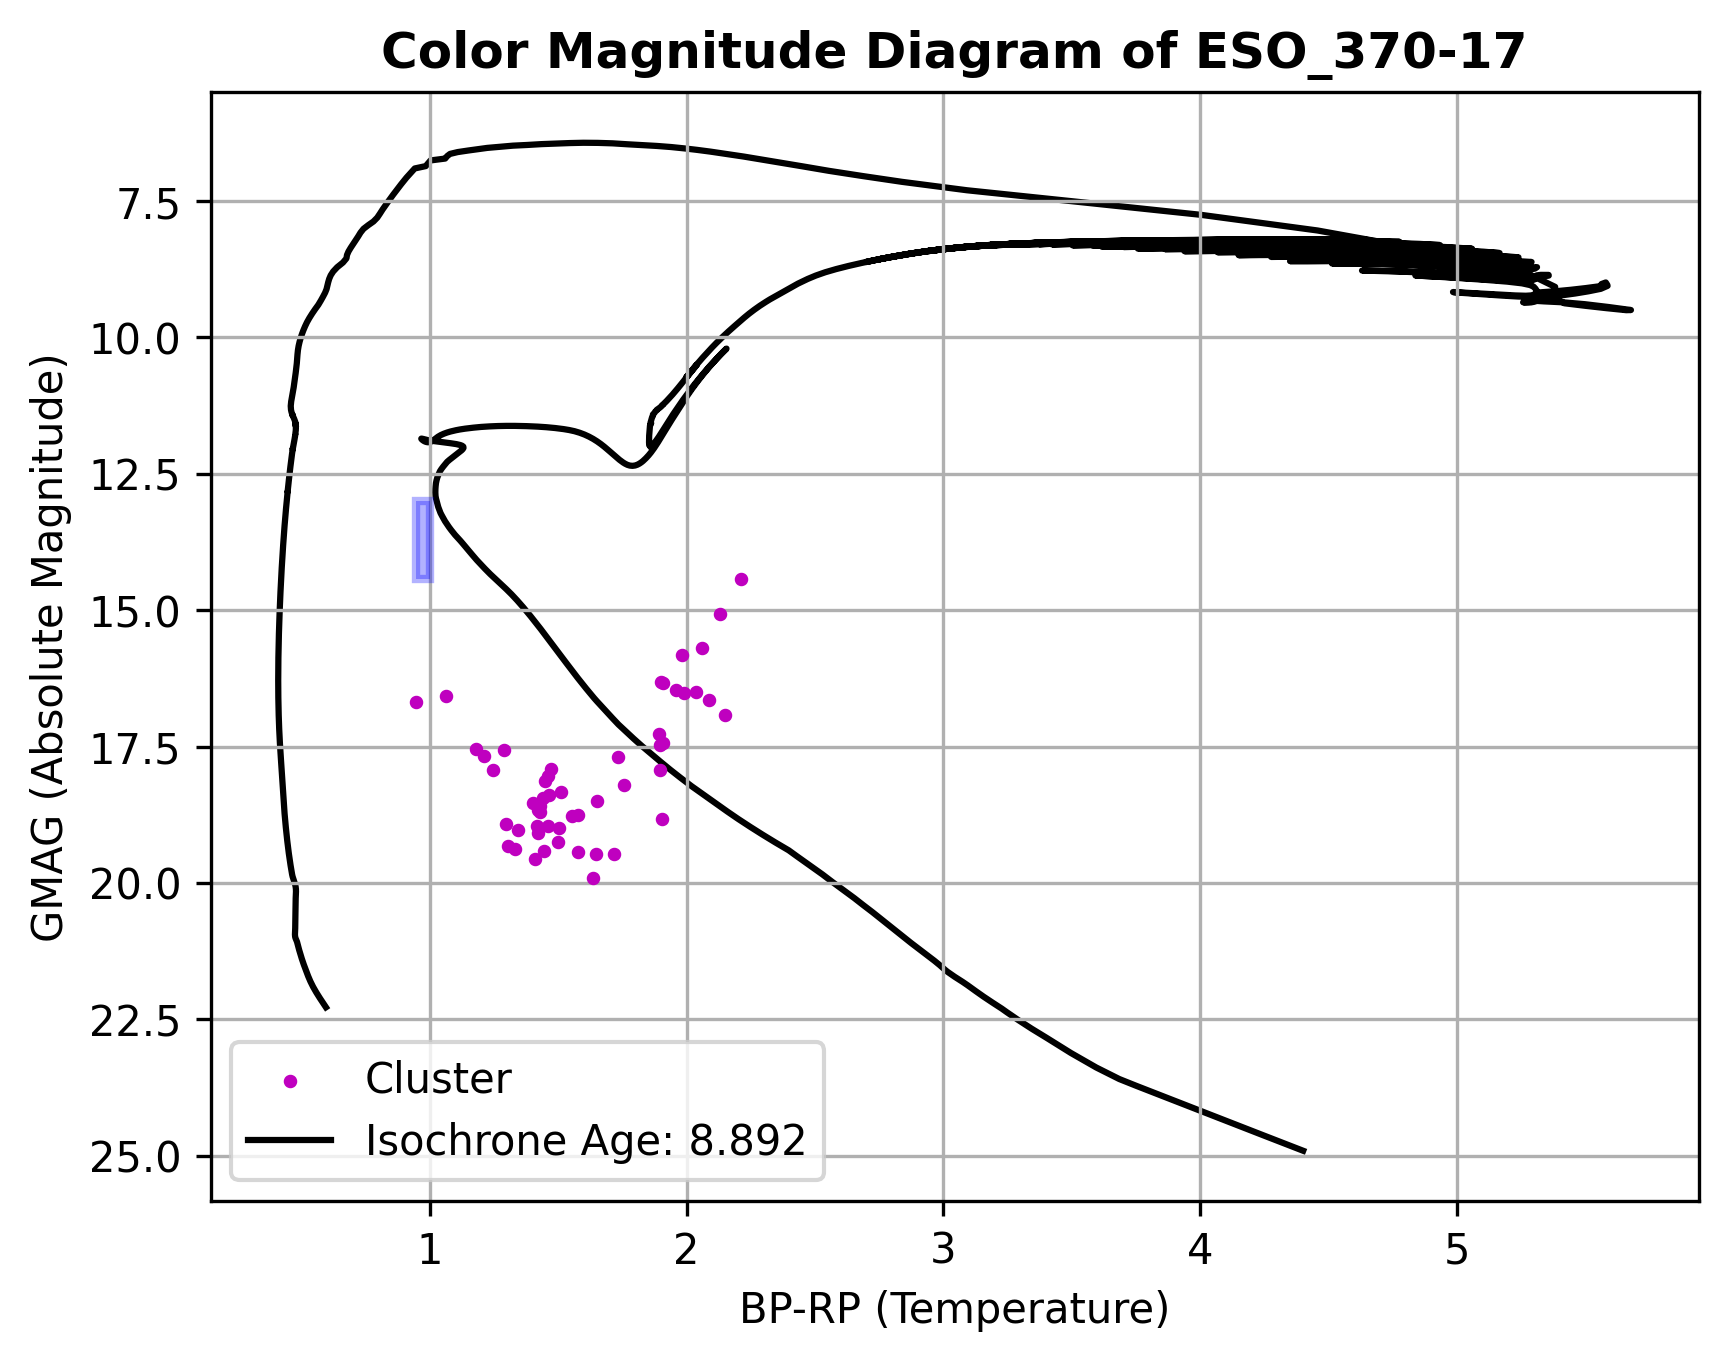 Color Magnitude Diagram of ESO_370-17
GMAG (Absolute Magnitude)
7.5
10.0
12.5
15.0
17.5
20.0
22.5
25.0
Cluster
Isochrone Age: 8.892
1
2
3
4
5
BP-RP (Temperature)